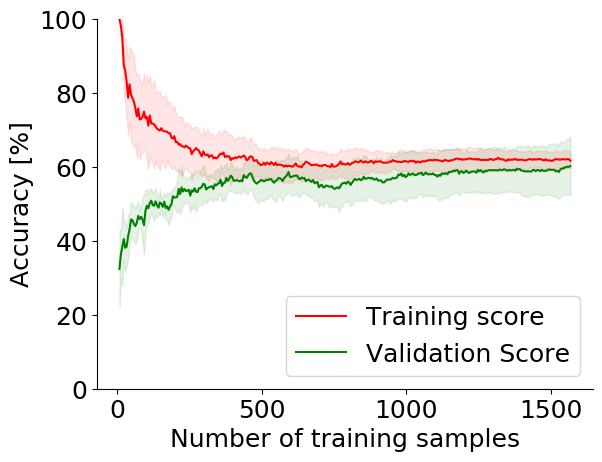 100
80
60
40
20
0
Accuracy [%]
Training score
Validation Score
0 500 1000 1500
Number of training samples